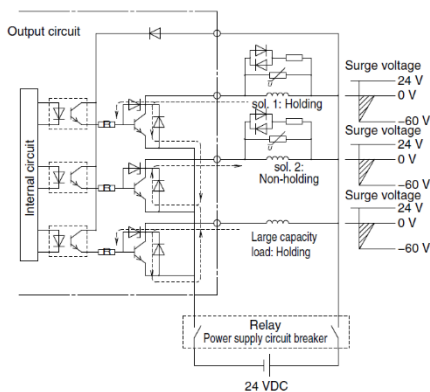 Output circuit
Internal circuit
R
R
R
sol. 1: Holding
sol. 2:
Non-holding
Large capacity
load: Holding
Surge voltage
24 V
0 V
−60 V
Surge voltage
24 V
0 V
−60 V
Surge voltage
24 V
0 V
−60 V
Relay
Power supply circuit breaker
24 VDC